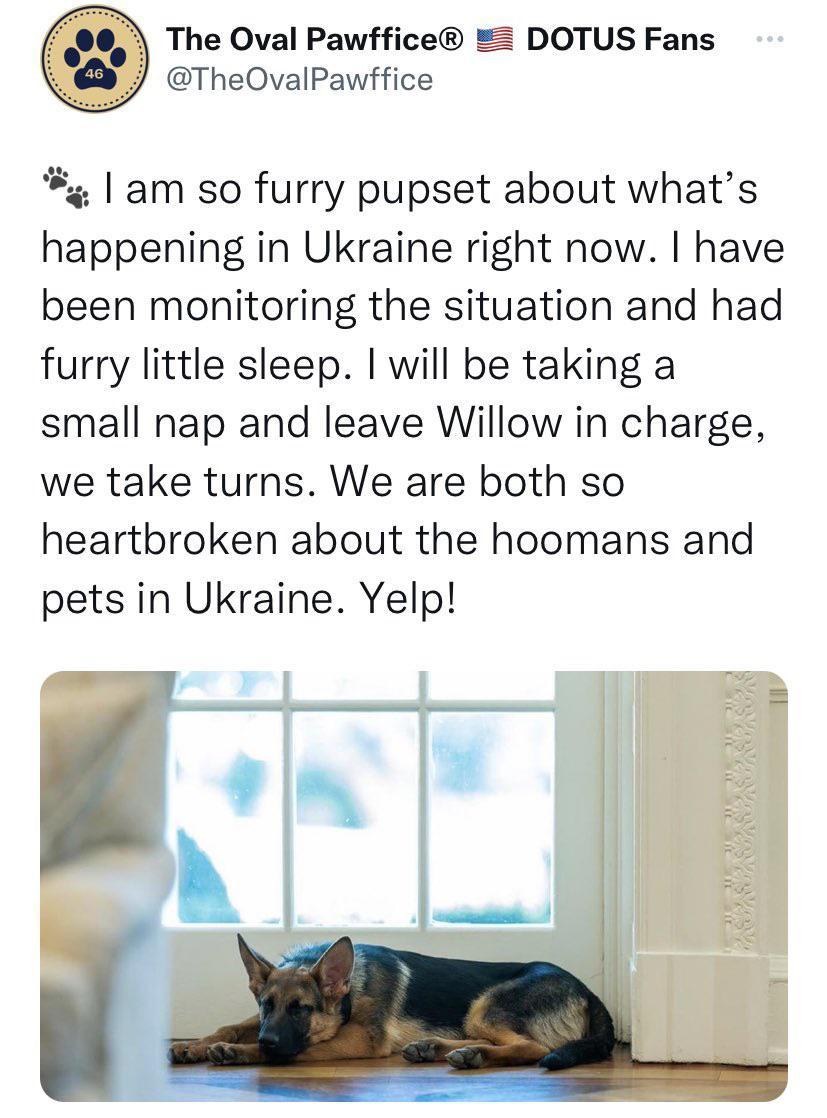 46
The Oval Pawffice® 🇺🇸 DOTUS Fans
@TheOvalPawffice
🐾 I am so furry pupset about what’s
happening in Ukraine right now. I have
been monitoring the situation and had
furry little sleep. I will be taking a
small nap and leave Willow in charge,
we take turns. We are both so
heartbroken about the hoomans and
pets in Ukraine. Yelp!